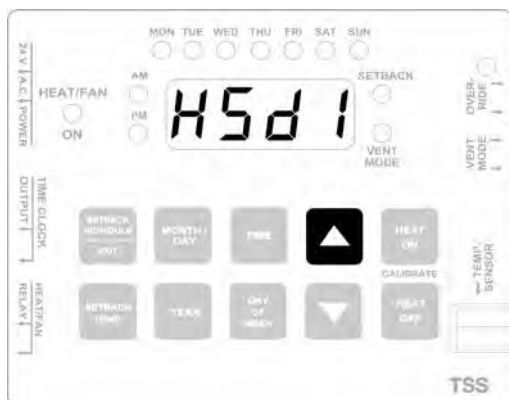 MON TUE WED THU FRI SAT SUN
24 V A.C. POWER
HEAT/FAN
ON
AM
PM
HSd1
SETBACK
VENT
MODE
OVER-
RIDE
VENT
MODE
TIME CLOCK
OUTPUT
HEAT/FAN
RELAY
SETBACK
SCHEDULE
MONTH/
DAY
TIME
HEAT
ON
CALIBRATE
SETBACK
TEMP
YEAR
DAY
OF
WEEK
HEAT
OFF
TEMP.
SENSOR
TSS